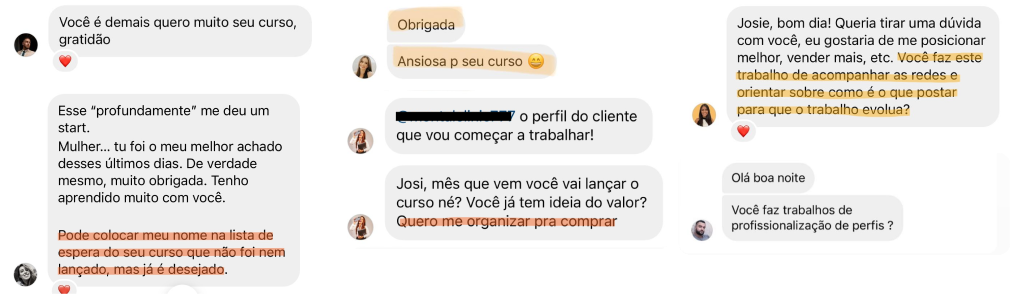 Você é demais quero muito seu curso,
gratidão
Esse “profundamente” me deu um
start.
Mulher... tu foi o meu melhor achado
desses últimos dias. De verdade
mesmo, muito obrigada. Tenho
aprendido muito com você.
Pode colocar meu nome na lista de
espera do seu curso que não foi nem
lançado, mas já é desejado.
Obrigada
Ansiosa p seu curso 😄
o perfil do cliente
que vou começar a trabalhar!
Josi, mês que vem você vai lançar o
curso né? Você já tem ideia do valor?
Quero me organizar pra comprar
Josie, bom dia! Queria tirar uma dúvida
com você, eu gostaria de me posicionar
melhor, vender mais, etc. Você faz este
trabalho de acompanhar as redes e
orientar sobre como é o que postar
para que o trabalho evolua?
Olá boa noite
Você faz trabalhos de
profissionalização de perfis ?